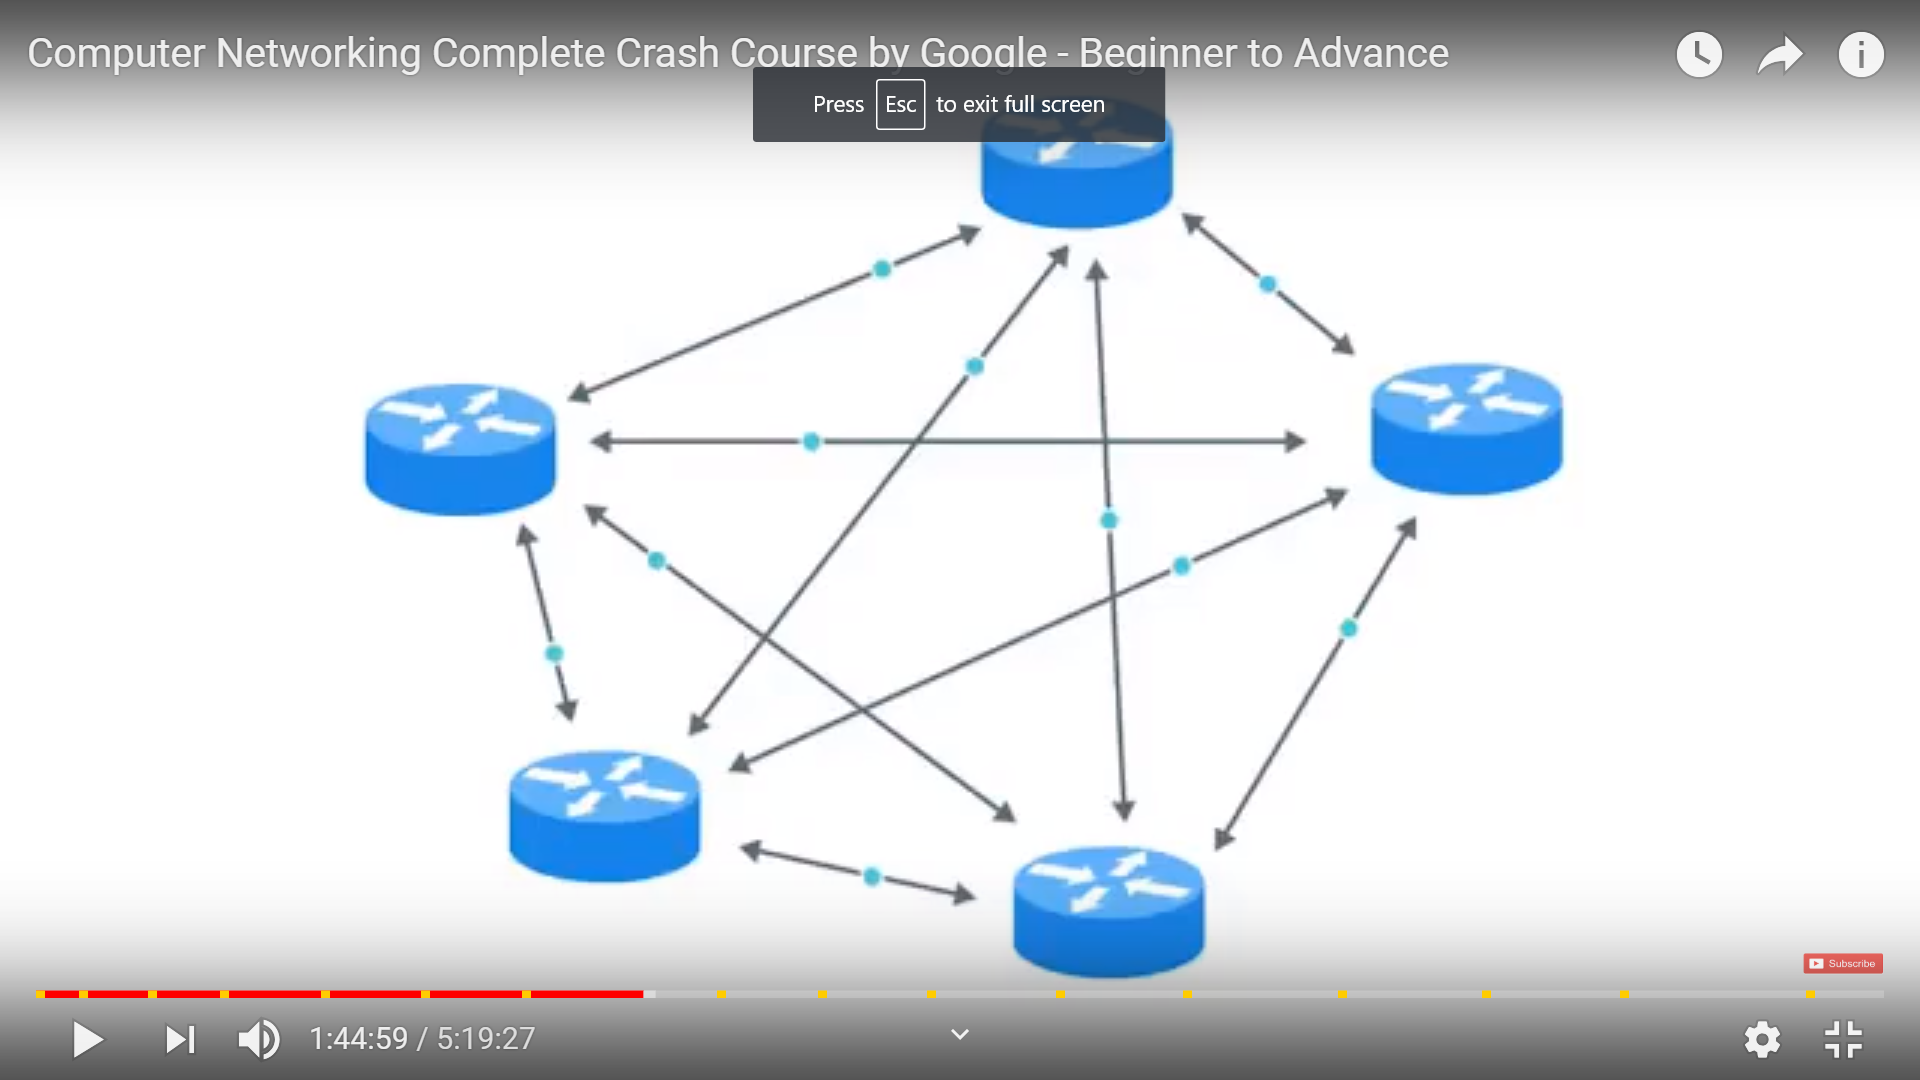 Computer Networking Complete Crash Course by Google - Beginner to Advance
Press Esc to exit full screen
Subscribe
1:44:59 / 5:19:27